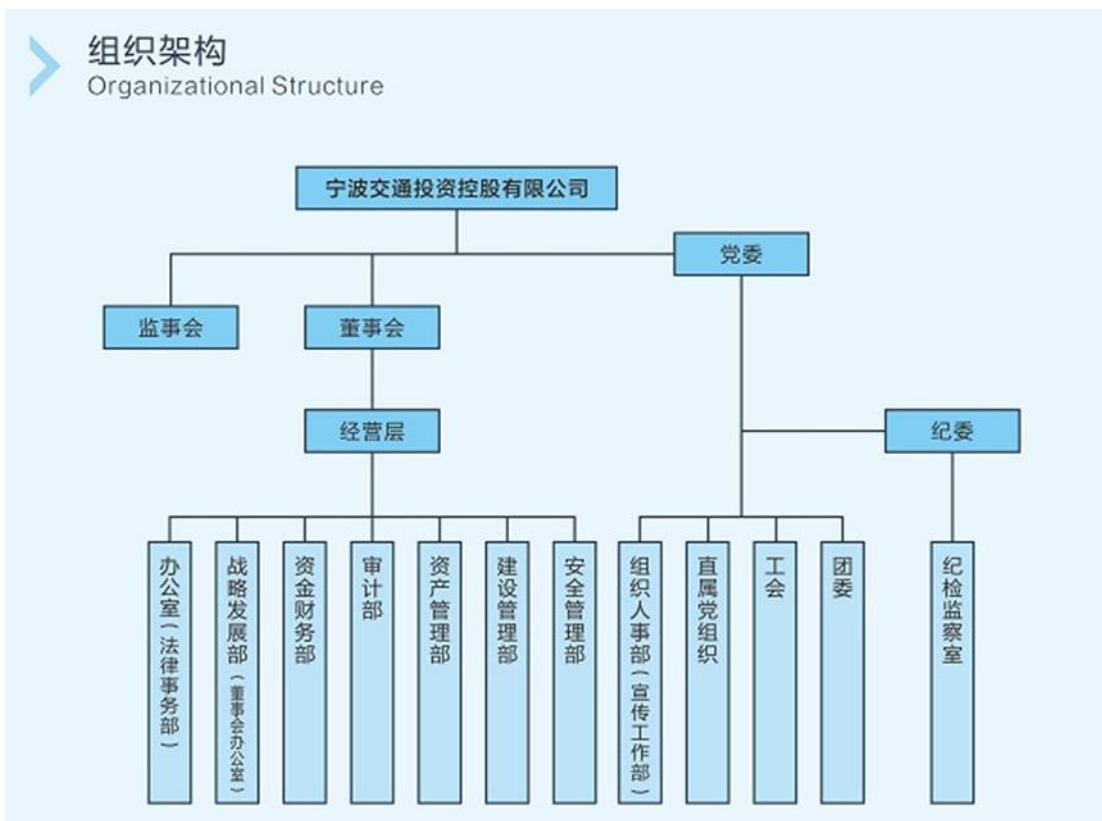 组织架构
Organizational Structure
宁波交通投资控股有限公司
党委
监事会
董事会
经营层
纪委
办公室(法律事务部)
战略发展部(董事会办公室)
资金财务部
审计部
资产管理部
建设管理部
安全管理部
组织人事部(宣传工作部)
直属党组织
工会
团委
纪检监察室